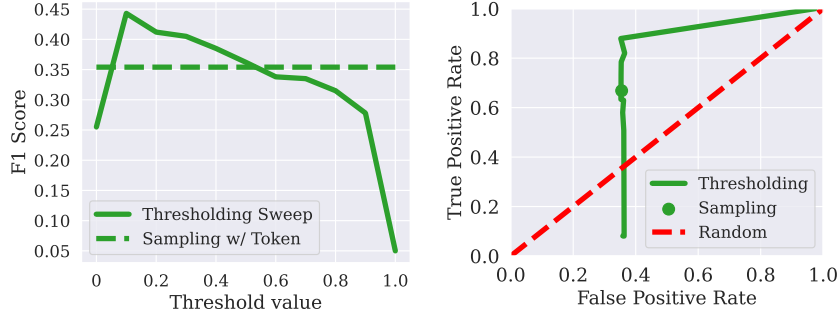 0.45
0.40
0.35
0.30
0.25
0.20
0.15
0.10
0.05
F1 Score
Thresholding Sweep
Sampling w/ Token
0 0.2 0.4 0.6 0.8 1.0
Threshold value
1.0
0.8
0.6
0.4
0.2
0.0
True Positive Rate
Thresholding
Sampling
Random
0.0 0.2 0.4 0.6 0.8 1.0
False Positive Rate